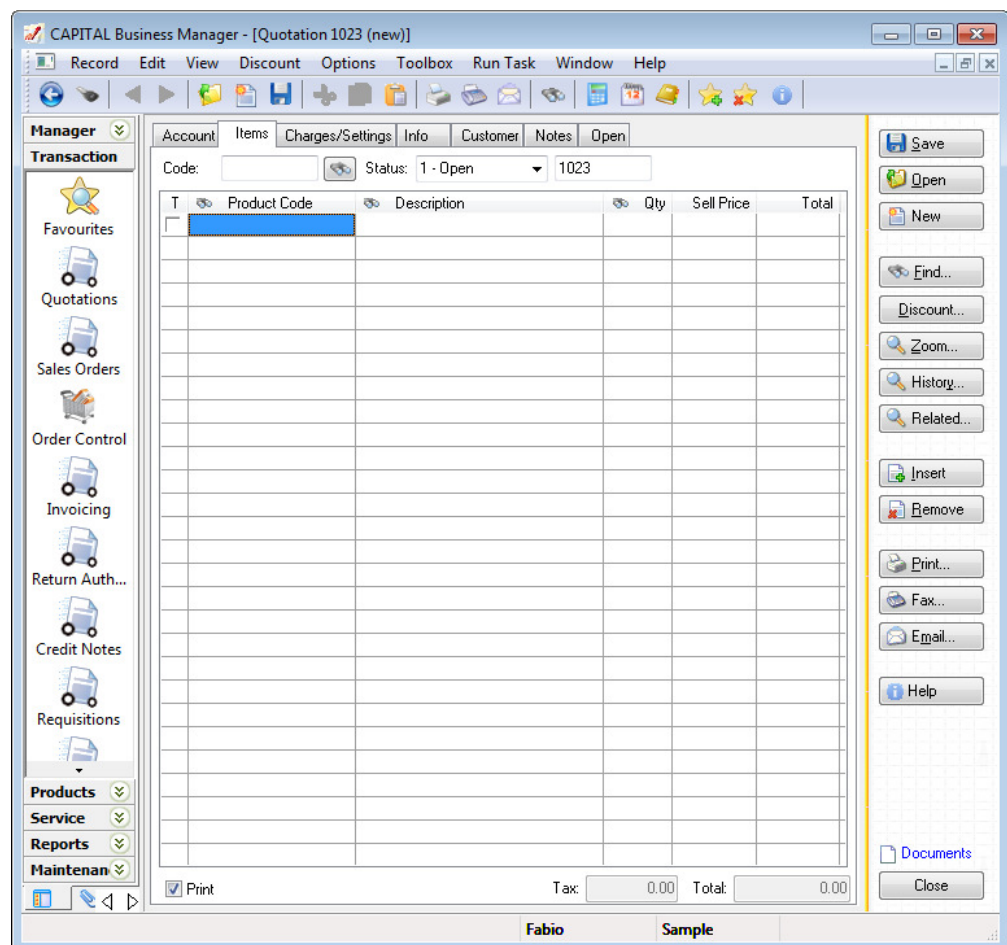 CAPITAL Business Manager - [Quotation 1023 (new)]
Record Edit View Discount Options Toolbox Run Task Window Help
12
Manager
Transaction
Favourites
Quotations
Sales Orders
Order Control
Invoicing
Return Auth...
Credit Notes
Requisitions
Products
Service
Reports
Maintenan
Account Items Charges/Settings Info Customer Notes Open
Code: Status: 1 - Open 1023
T Product Code Description Qty Sell Price Total
Print Tax: 0.00 Total: 0.00
Save
Open
New
Find...
Discount...
Zoom...
History...
Related...
Insert
Remove
Print...
Fax...
Email...
Help
Documents
Close
Fabio Sample